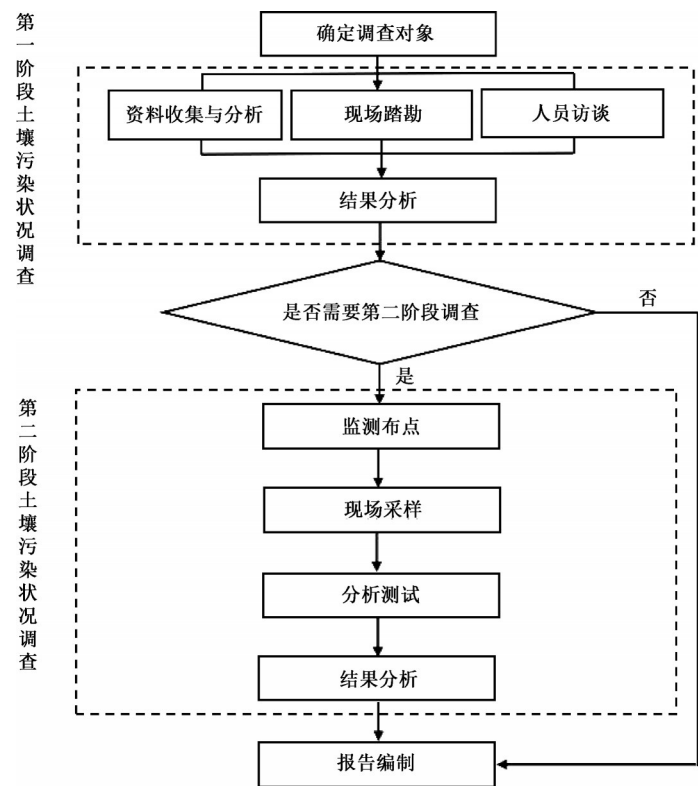 第一阶段土壤污染状况调查
确定调查对象
资料收集与分析
现场踏勘
人员访谈
结果分析
是否需要第二阶段调查
否
是
第二阶段土壤污染状况调查
监测布点
现场采样
分析测试
结果分析
报告编制